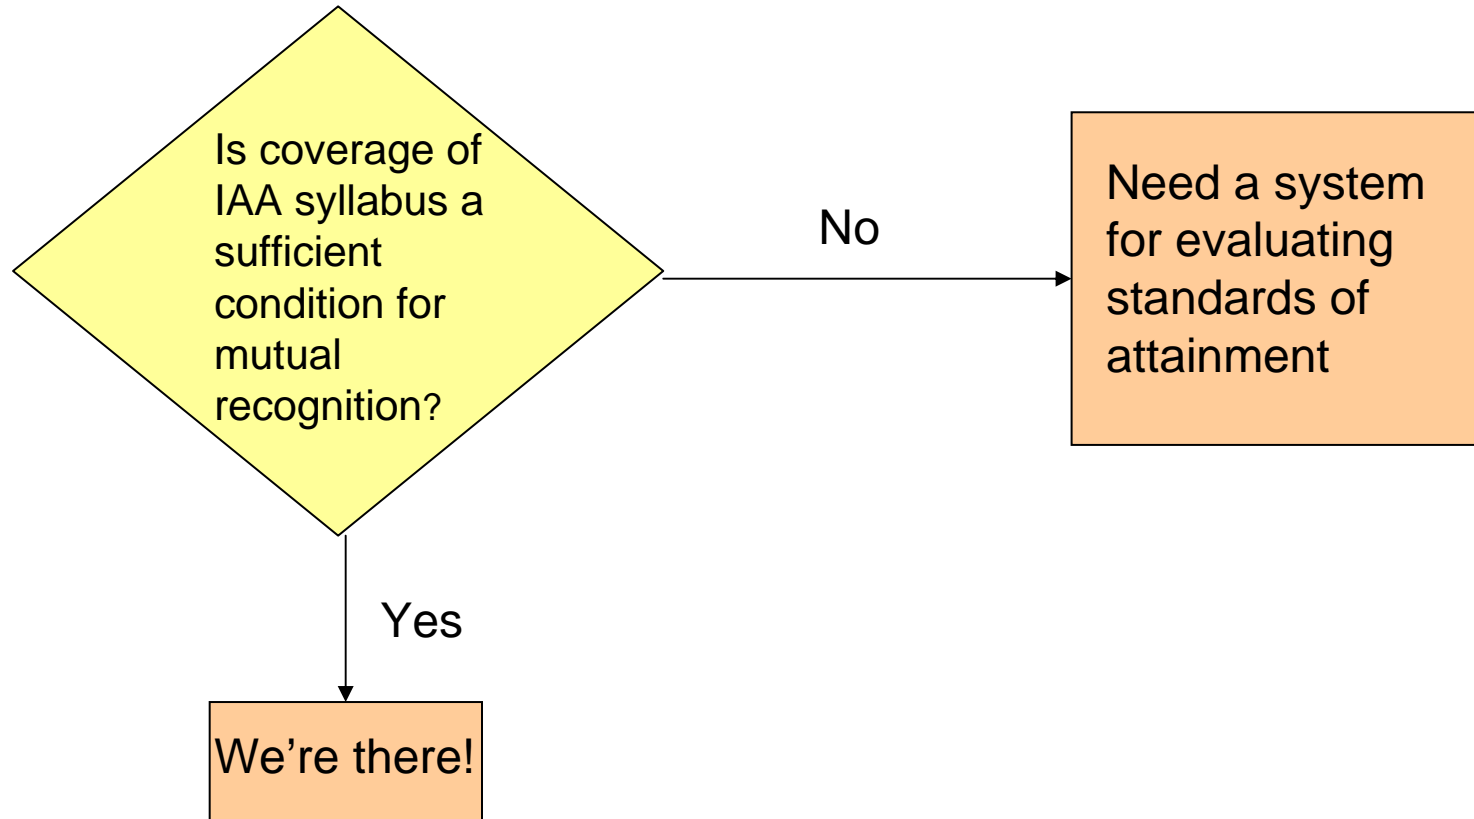 Is coverage of
IAA syllabus a
sufficient
condition for
mutual
recognition?
No
Need a system
for evaluating
standards of
attainment
Yes
We’re there!